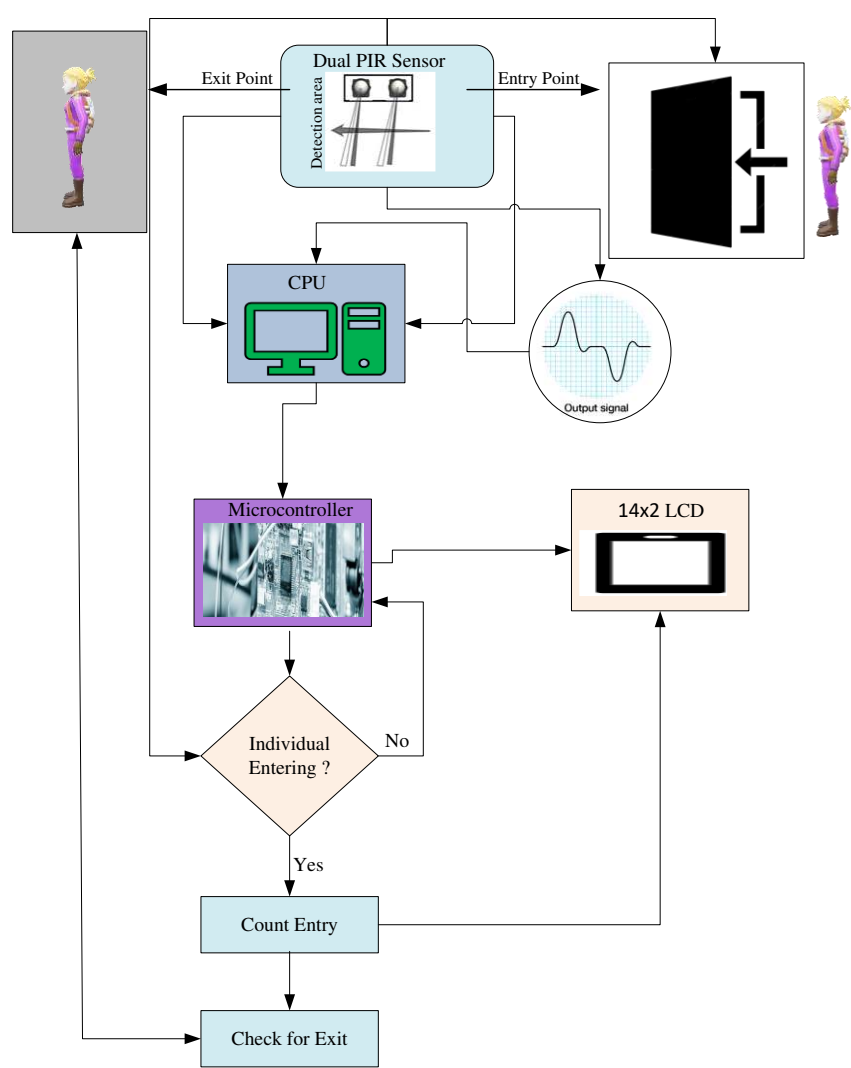 Dual PIR Sensor
Exit Point
Entry Point
Detection area
CPU
Output signal
Microcontroller
14x2 LCD
Individual
Entering ?
No
Yes
Count Entry
Check for Exit